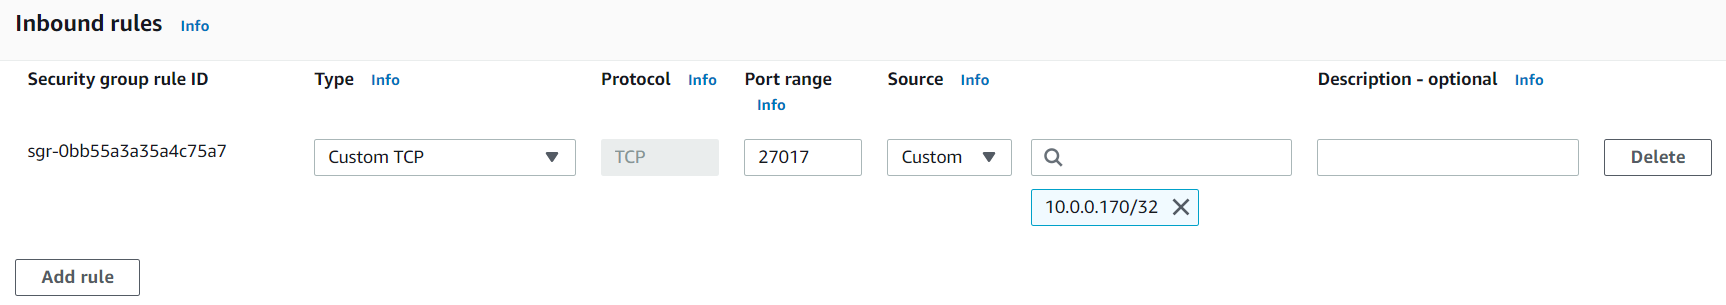 Inbound rules Info
Security group rule ID Type Info Protocol Info Port range Info Source Info Description - optional Info
sgr-0bb55a3a35a4c75a7 Custom TCP TCP 27017 Custom Delete
10.0.0.170/32
Add rule